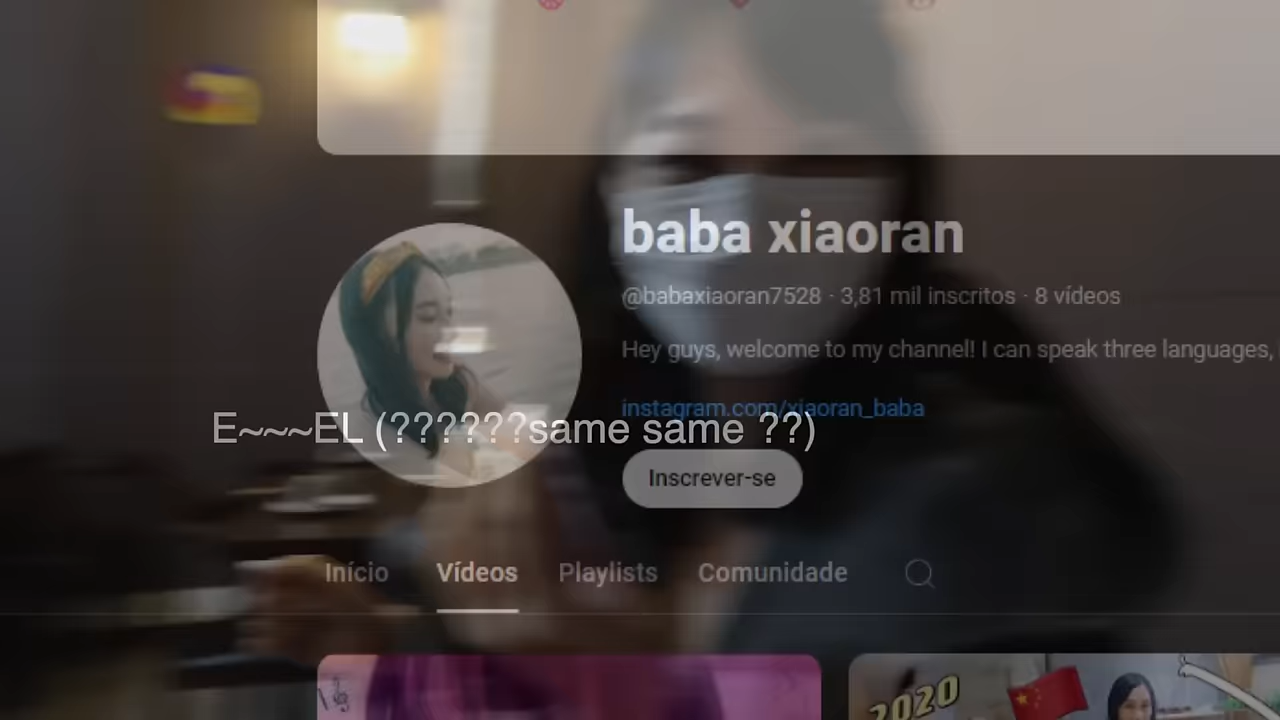 baba xiaoran
@babaxiaoran7528 · 3,81 mil inscritos · 8 vídeos
Hey guys, welcome to my channel! I can speak three languages,
instagram.com/xiaoran_baba
E~~~EL (??????same same ??)
Inscrever-se
Início Vídeos Playlists Comunidade
2020